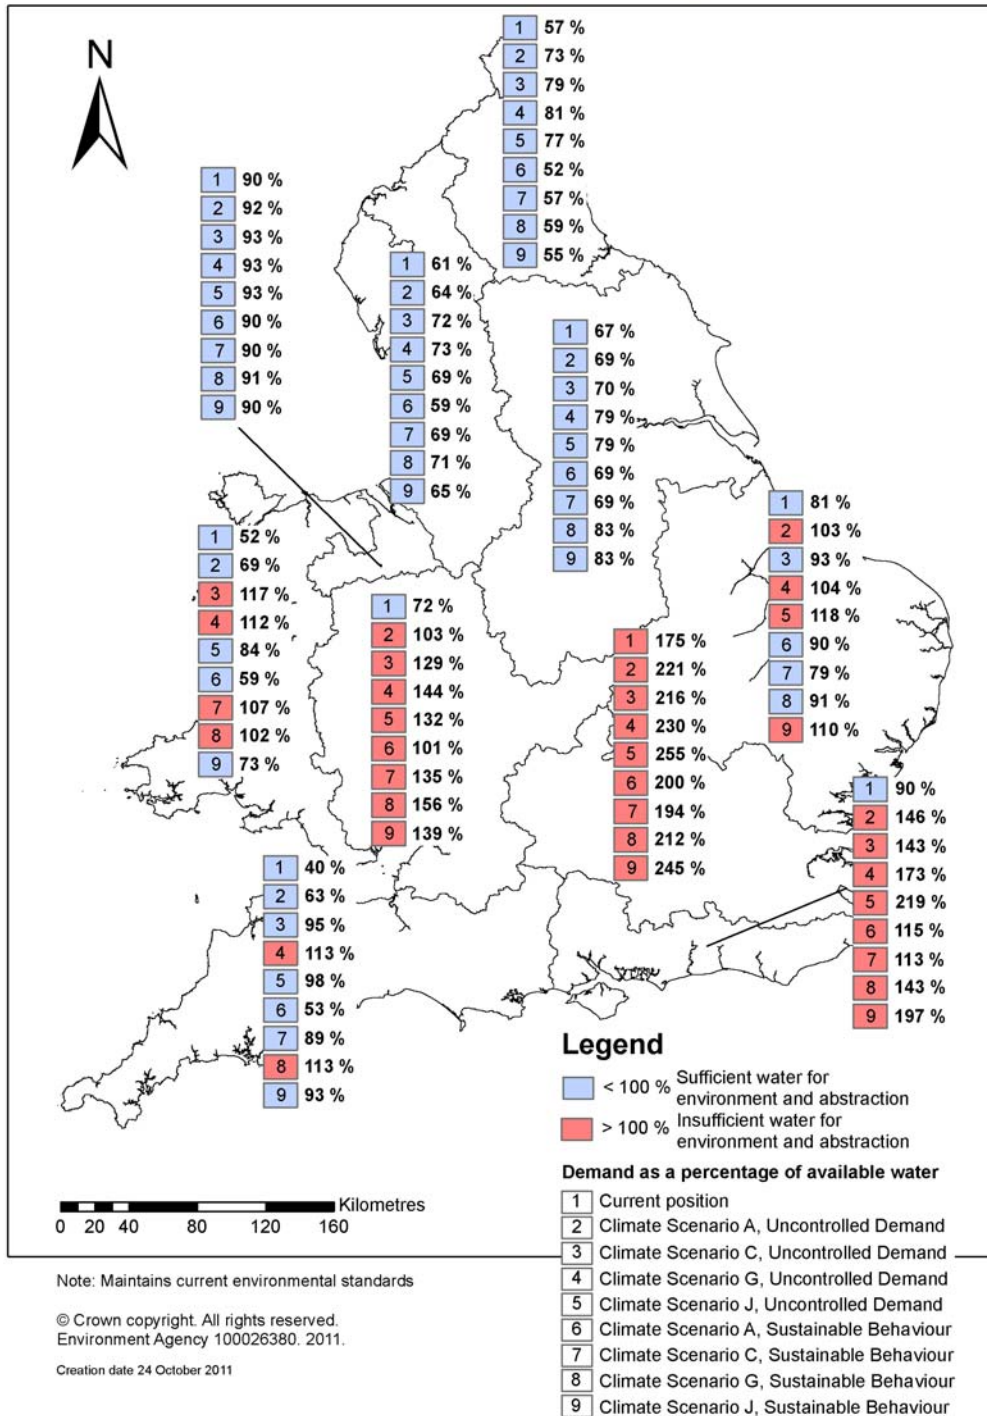 N
1 57 %
2 73 %
3 79 %
4 81 %
5 77 %
6 52 %
7 57 %
8 59 %
9 55 %
1 90 %
2 92 %
3 93 %
4 93 %
5 93 %
6 90 %
7 90 %
8 91 %
9 90 %
1 61 %
2 64 %
3 72 %
4 73 %
5 69 %
6 59 %
7 69 %
8 71 %
9 65 %
1 67 %
2 69 %
3 70 %
4 79 %
5 79 %
6 69 %
7 69 %
8 83 %
9 83 %
1 81 %
2 103 %
3 93 %
4 104 %
5 118 %
6 90 %
7 79 %
8 91 %
9 110 %
1 52 %
2 69 %
3 117 %
4 112 %
5 84 %
6 59 %
7 107 %
8 102 %
9 73 %
1 72 %
2 103 %
3 129 %
4 144 %
5 132 %
6 101 %
7 135 %
8 156 %
9 139 %
1 175 %
2 221 %
3 216 %
4 230 %
5 255 %
6 200 %
7 194 %
8 212 %
9 245 %
1 90 %
2 146 %
3 143 %
4 173 %
5 219 %
6 115 %
7 113 %
8 143 %
9 197 %
1 40 %
2 63 %
3 95 %
4 113 %
5 98 %
6 53 %
7 89 %
8 113 %
9 93 %
Legend
< 100 % Sufficient water for
environment and abstraction
> 100 % Insufficient water for
environment and abstraction
Demand as a percentage of available water
1 Current position
2 Climate Scenario A, Uncontrolled Demand
3 Climate Scenario C, Uncontrolled Demand
4 Climate Scenario G, Uncontrolled Demand
5 Climate Scenario J, Uncontrolled Demand
6 Climate Scenario A, Sustainable Behaviour
7 Climate Scenario C, Sustainable Behaviour
8 Climate Scenario G, Sustainable Behaviour
9 Climate Scenario J, Sustainable Behaviour
Kilometres
0 20 40 80 120 160
Note: Maintains current environmental standards
© Crown copyright. All rights reserved.
Environment Agency 100026380. 2011.
Creation date 24 October 2011